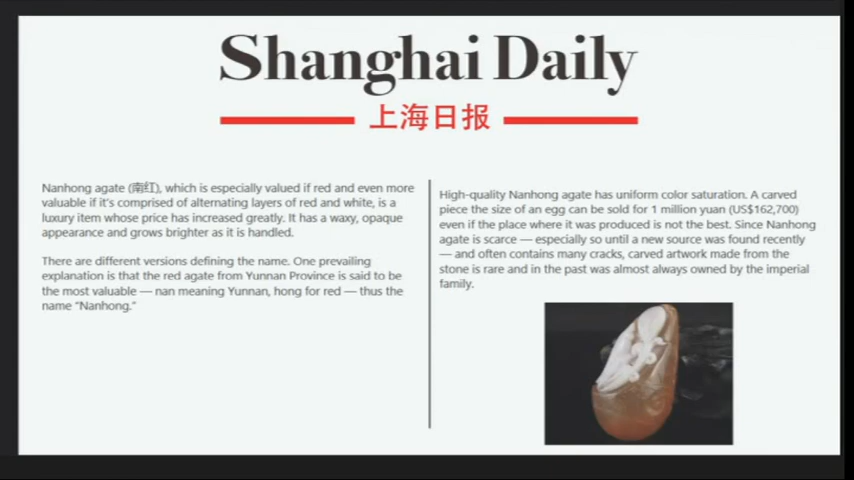 Shanghai Daily
上海日报
Nanhong agate (南红), which is especially valued if red and even more
valuable if it's comprised of alternating layers of red and white, is a
luxury item whose price has increased greatly. It has a waxy, opaque
appearance and grows brighter as it is handled.
There are different versions defining the name. One prevailing
explanation is that the red agate from Yunnan Province is said to be
the most valuable — nan meaning Yunnan, hong for red — thus the
name “Nanhong.”
High-quality Nanhong agate has uniform color saturation. A carved
piece the size of an egg can be sold for 1 million yuan (US$162,700)
even if the place where it was produced is not the best. Since Nanhong
agate is scarce — especially so until a new source was found recently
— and often contains many cracks, carved artwork made from the
stone is rare and in the past was almost always owned by the imperial
family.